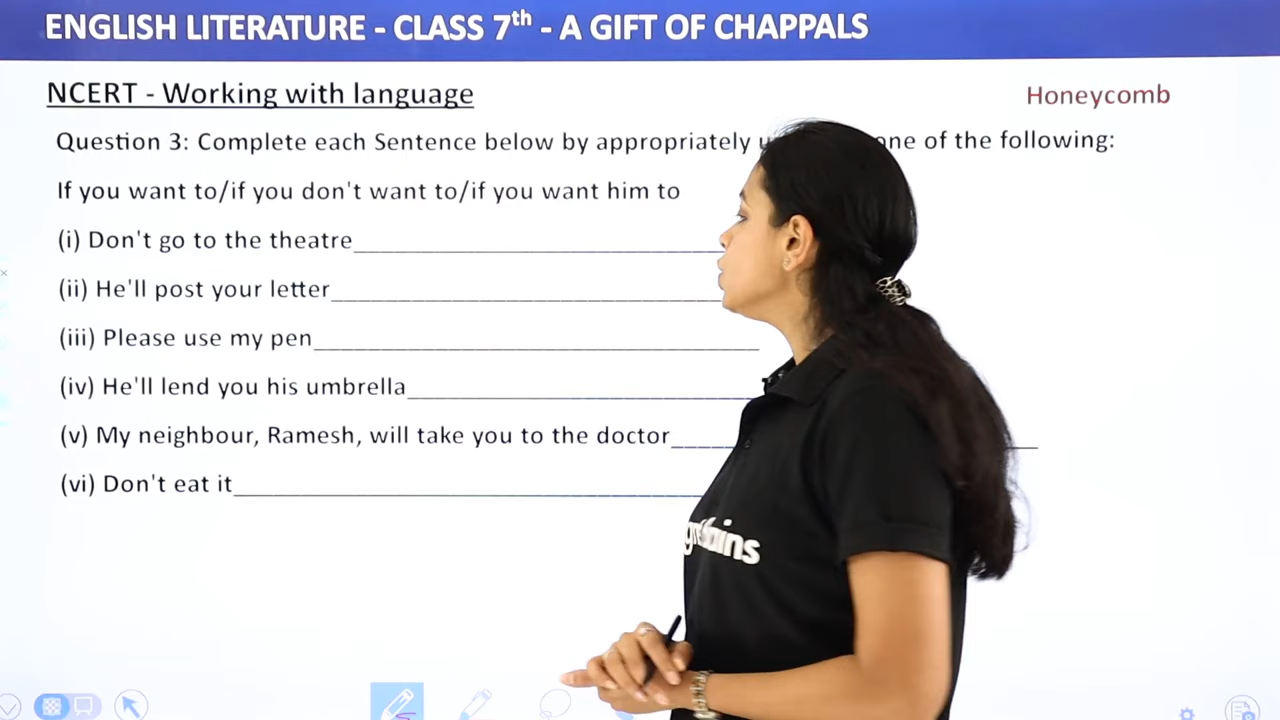 ENGLISH LITERATURE - CLASS 7th - A GIFT OF CHAPPALS
NCERT - Working with language
Honeycomb
Question 3: Complete each Sentence below by appropriately of the following:
If you want to/if you don't want to/if you want him to
(i) Don't go to the theatre
(ii) He'll post your letter
(iii) Please use my pen
(iv) He'll lend you his umbrella
(v) My neighbour, Ramesh, will take you to the doctor
(vi) Don't eat it